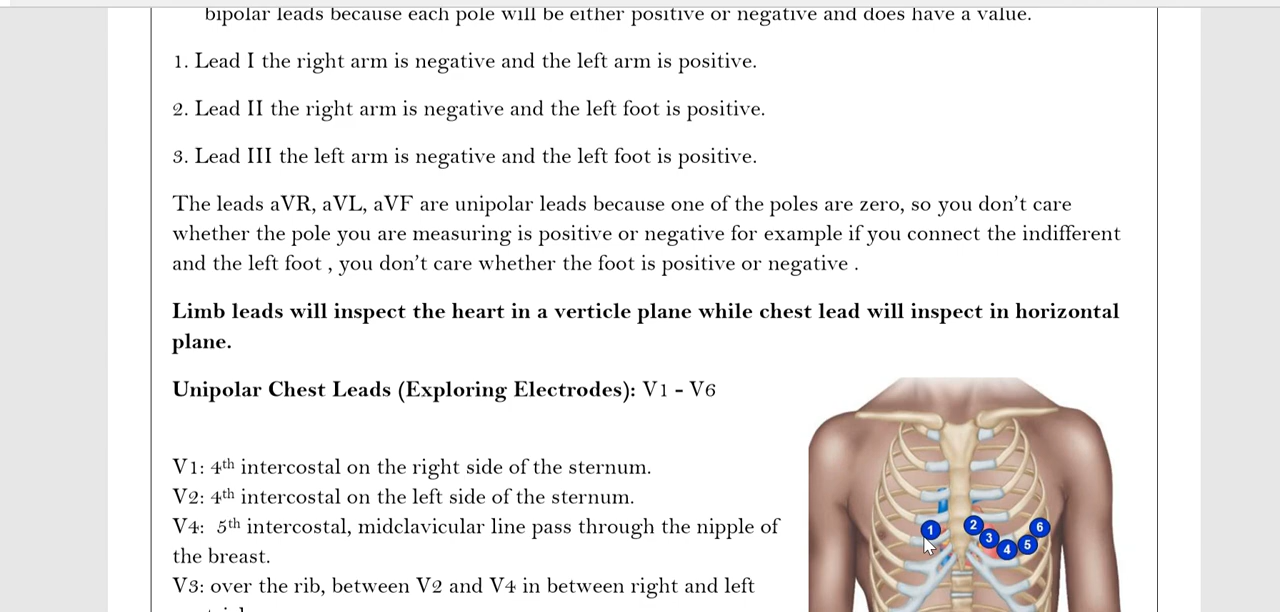 bipolar leads because each pole will be either positive or negative and does have a value.
1. Lead I the right arm is negative and the left arm is positive.
2. Lead II the right arm is negative and the left foot is positive.
3. Lead III the left arm is negative and the left foot is positive.
The leads aVR, aVL, aVF are unipolar leads because one of the poles are zero, so you don’t care
whether the pole you are measuring is positive or negative for example if you connect the indifferent
and the left foot , you don’t care whether the foot is positive or negative .
Limb leads will inspect the heart in a verticle plane while chest lead will inspect in horizontal
plane.
Unipolar Chest Leads (Exploring Electrodes): V1 - V6
V1: 4th intercostal on the right side of the sternum.
V2: 4th intercostal on the left side of the sternum.
V4: 5th intercostal, midclavicular line pass through the nipple of
the breast.
V3: over the rib, between V2 and V4 in between right and left
1 2 3 4 5 6